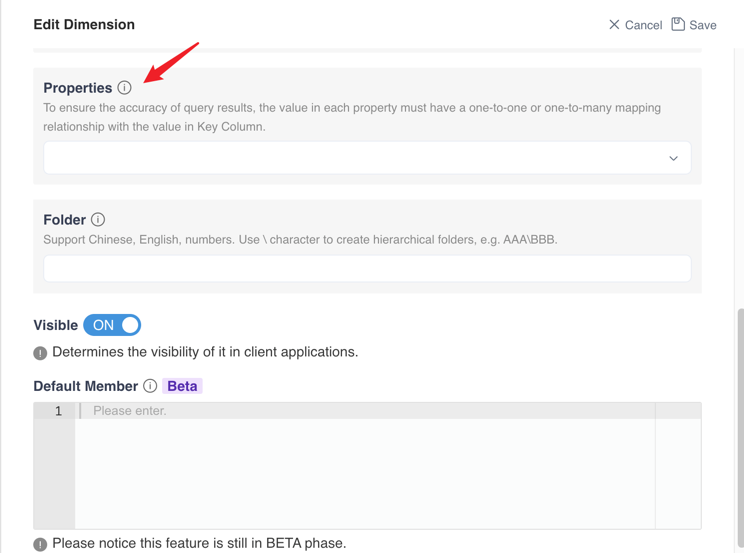 Edit Dimension
Cancel Save
Properties
To ensure the accuracy of query results, the value in each property must have a one-to-one or one-to-many mapping
relationship with the value in Key Column.
Folder
Support Chinese, English, numbers. Use \ character to create hierarchical folders, e.g. AAA\BBB.
Visible ON
Determines the visibility of it in client applications.
Default Member Beta
1 Please enter.
Please notice this feature is still in BETA phase.